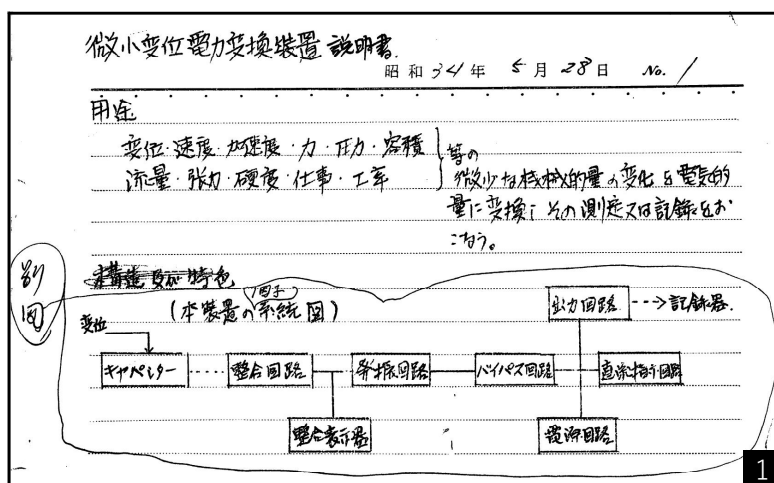 微小変位電力変換装置 説明書.
昭和 34 年 5 月 28 日 No. 1
用途
変位・速度・加速度・力・圧力・容積
流量・張力・硬度・仕事・工率
等の
微少な機械的量の変化を電気的
量に変換し その測定又は記録をお
こなう。
別図
構造及び特色
(本装置の系統図)
変位
出力回路 ---> 記録器.
キャパシター 整合回路 発振回路 バイパス回路 直流指示回路
整合表示器 電源回路
1